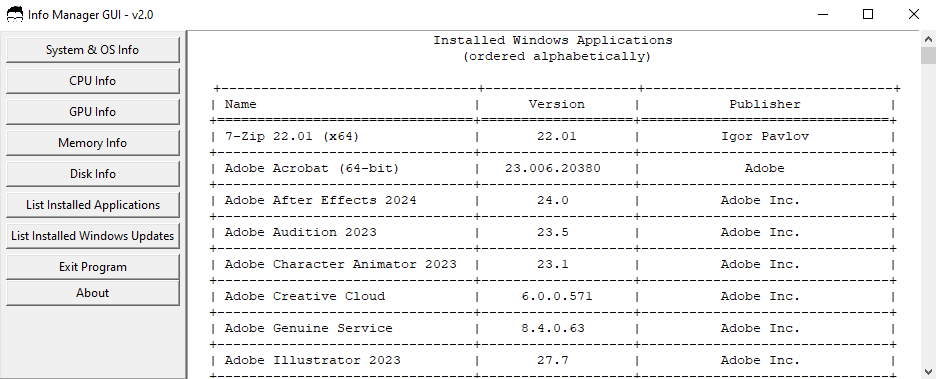 Info Manager GUI - v2.0
System & OS Info
CPU Info
GPU Info
Memory Info
Disk Info
List Installed Applications
List Installed Windows Updates
Exit Program
About
Installed Windows Applications
(ordered alphabetically)
Name Version Publisher
7-Zip 22.01 (x64) 22.01 Igor Pavlov
Adobe Acrobat (64-bit) 23.006.20380 Adobe
Adobe After Effects 2024 24.0 Adobe Inc.
Adobe Audition 2023 23.5 Adobe Inc.
Adobe Character Animator 2023 23.1 Adobe Inc.
Adobe Creative Cloud 6.0.0.571 Adobe Inc.
Adobe Genuine Service 8.4.0.63 Adobe Inc.
Adobe Illustrator 2023 27.7 Adobe Inc.